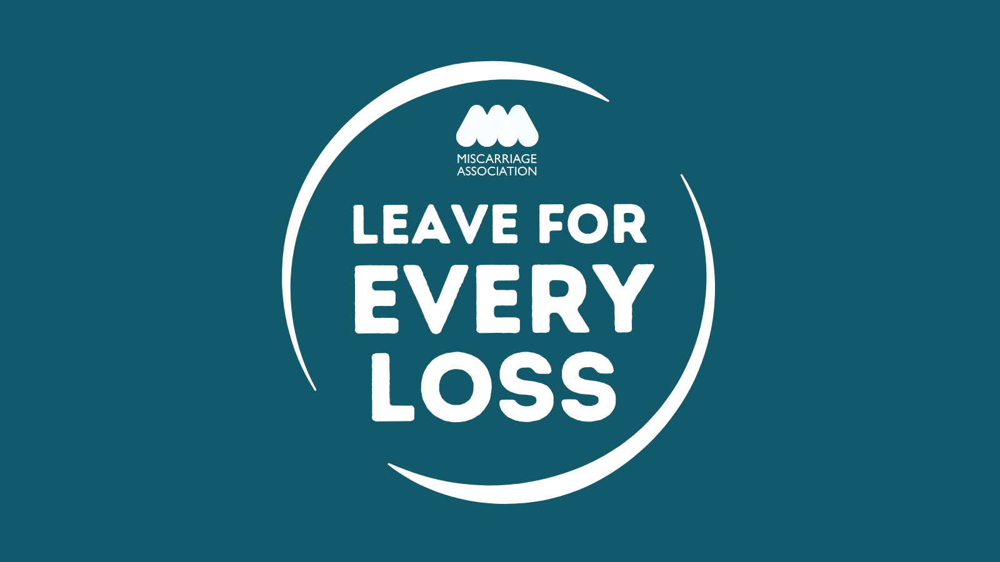 MISCARRIAGE
ASSOCIATION
LEAVE FOR
EVERY
LOSS